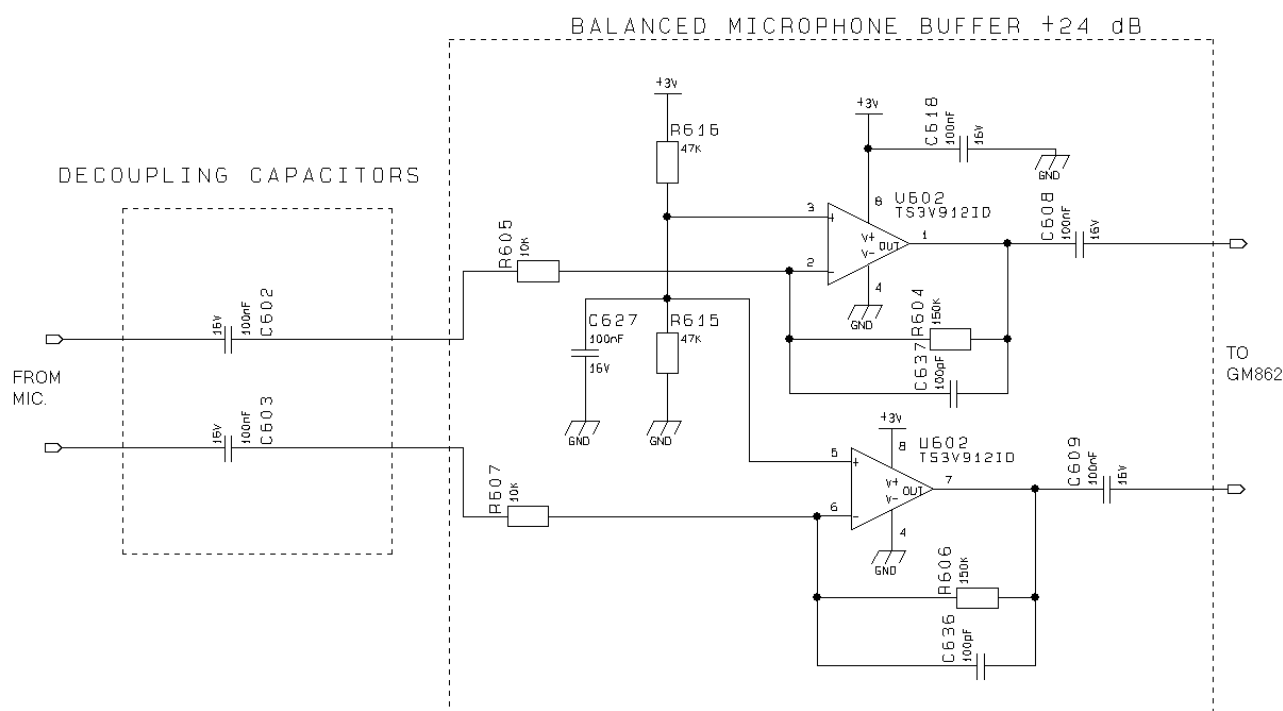 BALANCED MICROPHONE BUFFER +24 dB
DECOUPLING CAPACITORS
FROM
MIC.
16V
100nF
C602
16V
100nF
C603
R605
10K
R607
10K
+3V
R616
47K
C627
100nF
16V
GND
R615
47K
GND
+3V
C618
100nF
16V
GND
8
U602
TS3V912ID
3
+
2
-
V+
V-
OUT
1
4
GND
R604
150K
C637
100pF
C608
100nF
16V
TO
GM862
+3V
8
U602
TS3V912ID
5
+
6
-
V+
V-
OUT
7
4
GND
R606
150K
C636
100pF
C609
100nF
16V